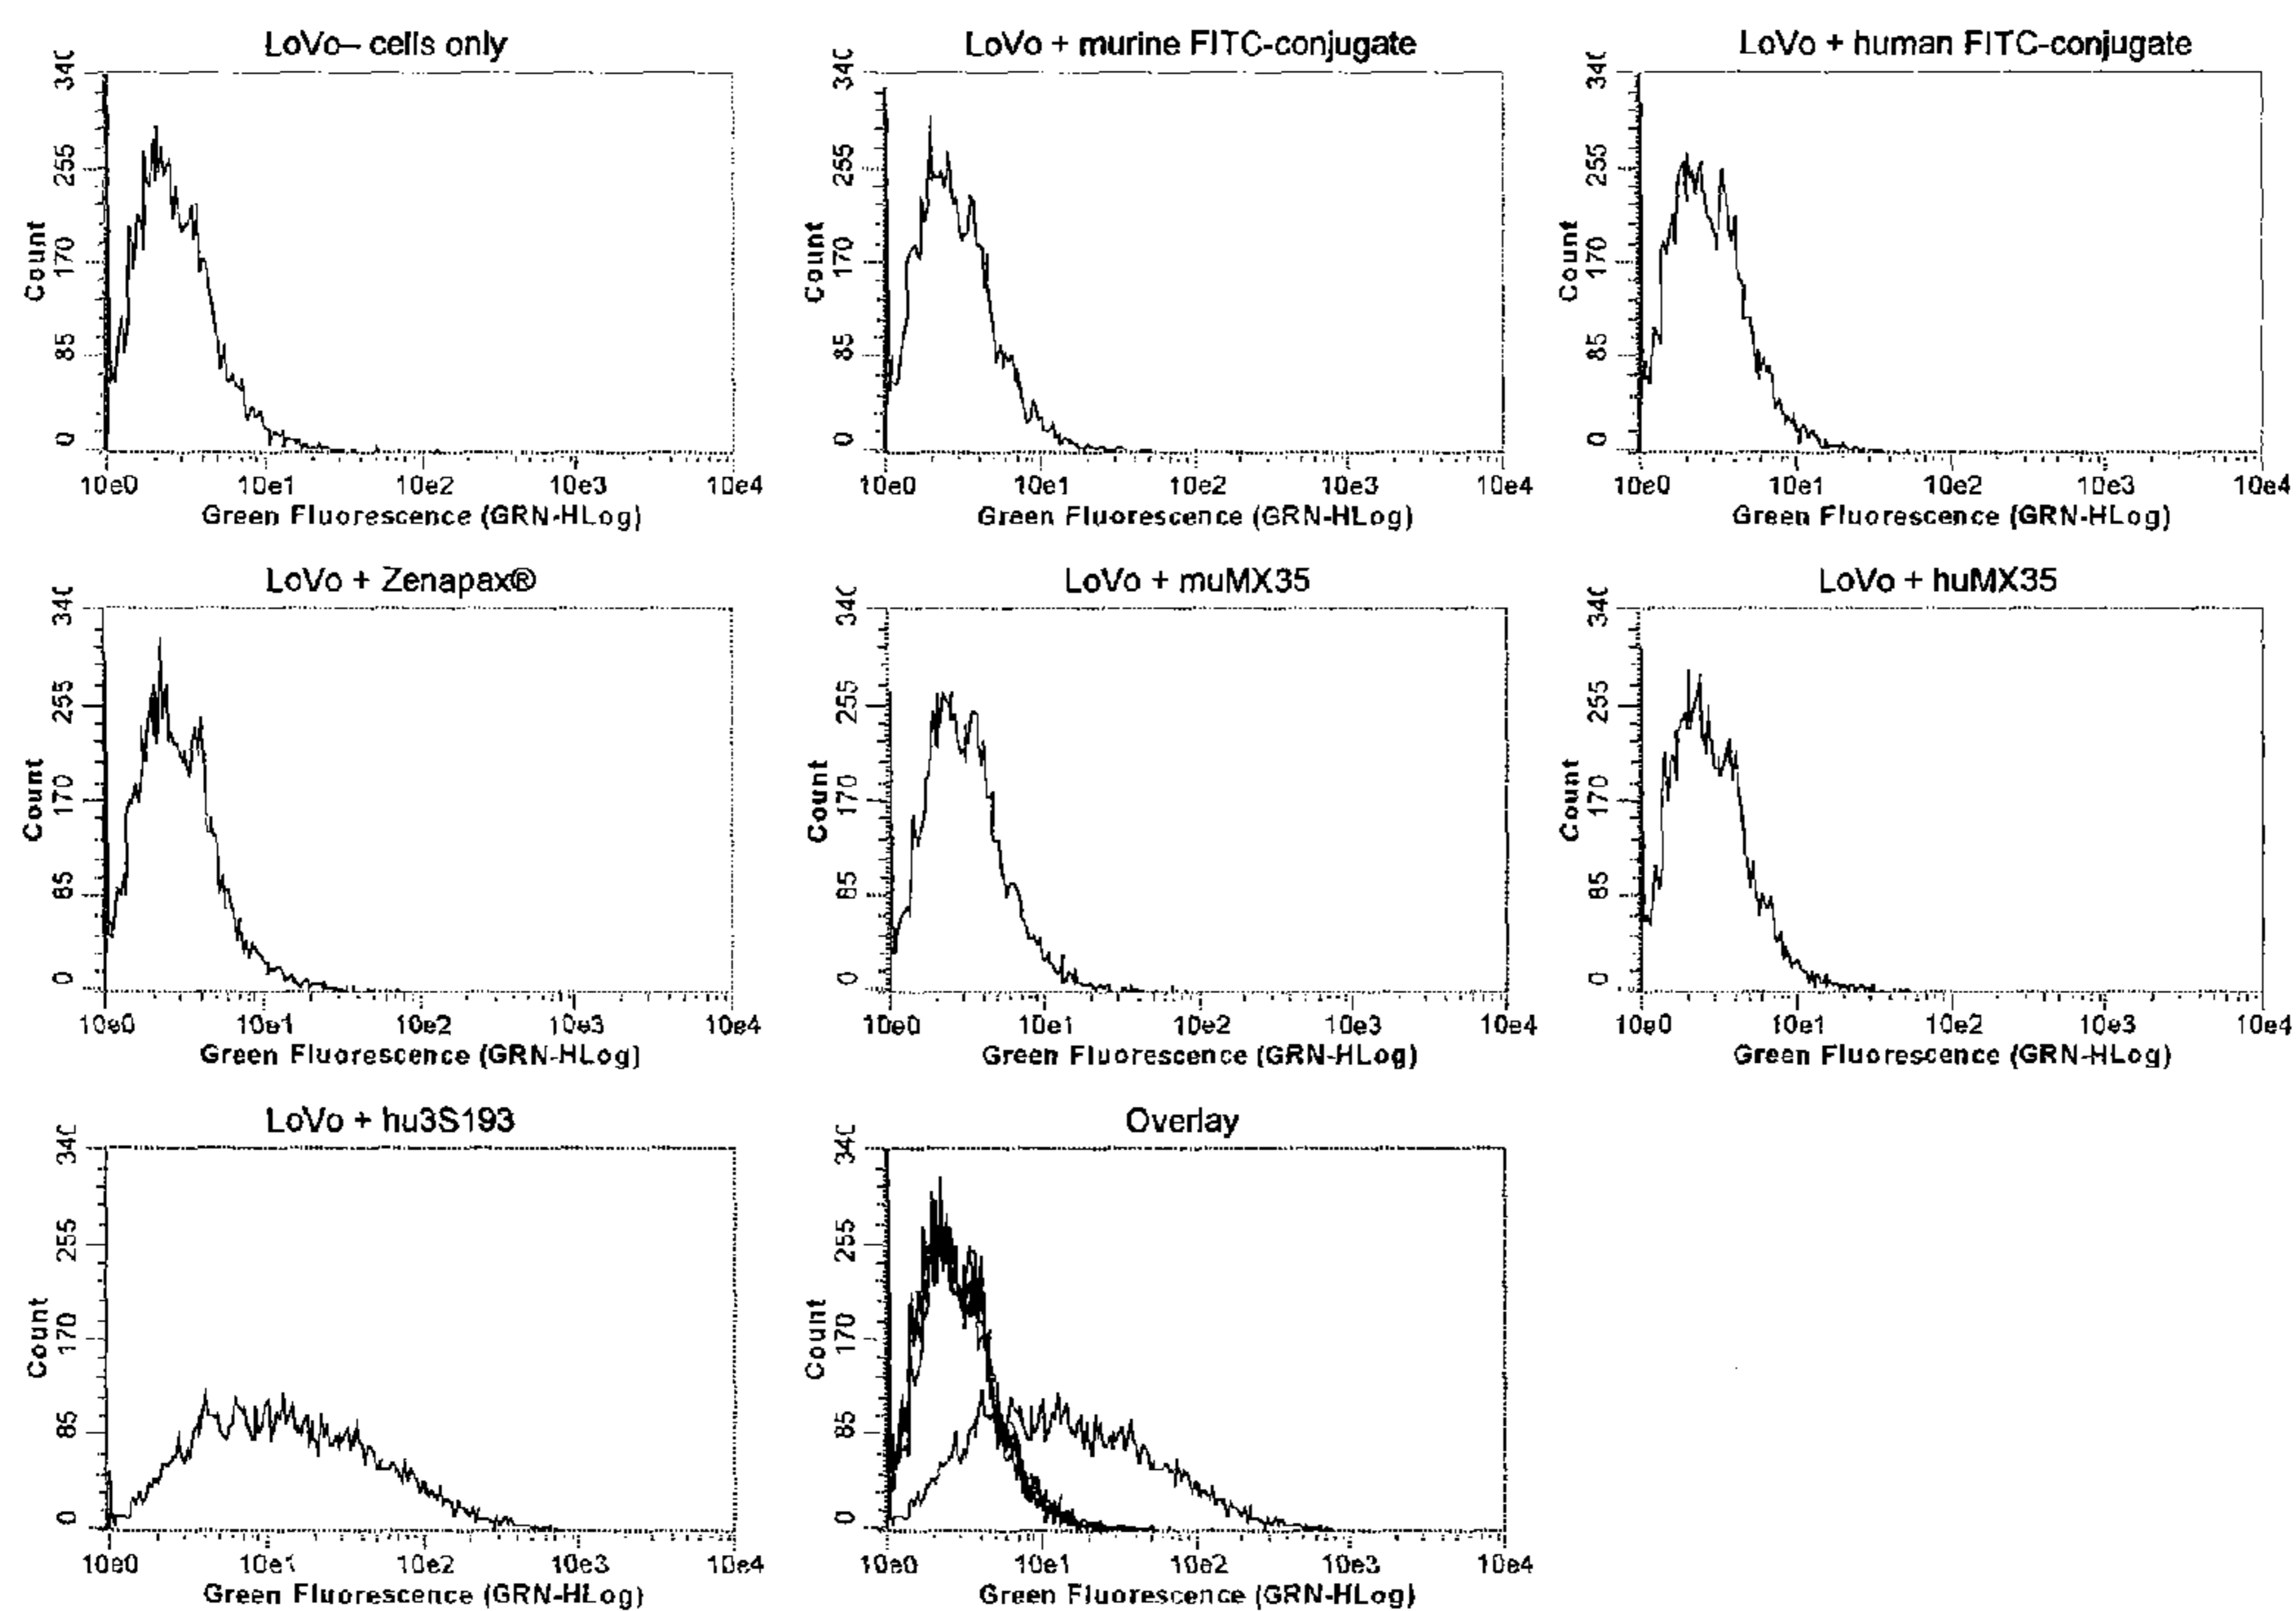 LoVo– cells only
340
255
170
85
0
Count
10e0 10e1 10e2 10e3 10e4
Green Fluorescence (GRN-HLog)
LoVo + murine FITC-conjugate
340
255
170
85
0
Count
10e0 10e1 10e2 10e3 10e4
Green Fluorescence (GRN-HLog)
LoVo + human FITC-conjugate
340
255
170
85
0
Count
10e0 10e1 10e2 10e3 10e4
Green Fluorescence (GRN-HLog)
LoVo + Zenapax®
340
255
170
85
0
Count
10e0 10e1 10e2 10e3 10e4
Green Fluorescence (GRN-HLog)
LoVo + muMX35
340
255
170
85
0
Count
10e0 10e1 10e2 10e3 10e4
Green Fluorescence (GRN-HLog)
LoVo + huMX35
340
255
170
85
0
Count
10e0 10e1 10e2 10e3 10e4
Green Fluorescence (GRN-HLog)
LoVo + hu3S193
340
255
170
85
0
Count
10e0 10e1 10e2 10e3 10e4
Green Fluorescence (GRN-HLog)
Overlay
340
255
170
85
0
Count
10e0 10e1 10e2 10e3 10e4
Green Fluorescence (GRN-HLog)